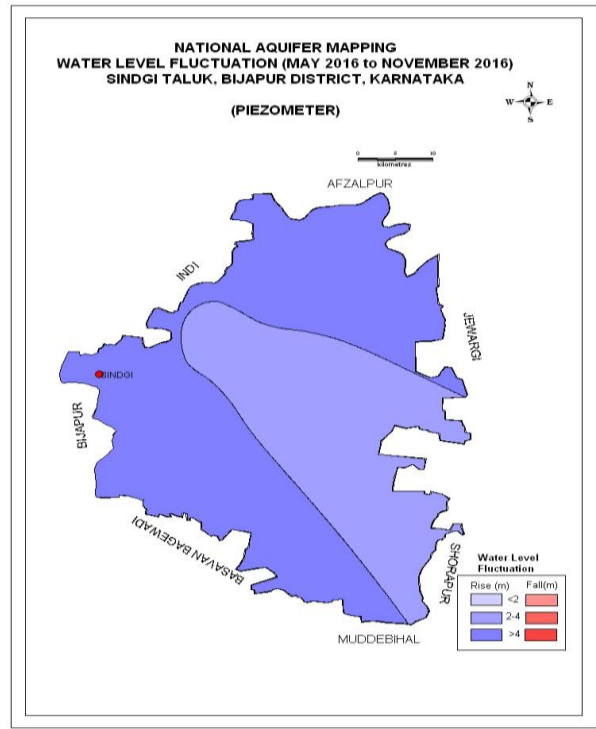 NATIONAL AQUIFER MAPPING
WATER LEVEL FLUCTUATION (MAY 2016 to NOVEMBER 2016)
SINDGI TALUK, BIJAPUR DISTRICT, KARNATAKA
(PIEZOMETER)
N
W E
S
0 5 10
kilometres
AFZALPUR
INDI
JEWARGI
SINDGI
BIJAPUR
BASAVAN BAGEWADI
SHORAPUR
MUDDEBIHAL
Water Level
Fluctuation
Rise (m) Fall(m)
<2
2-4
>4